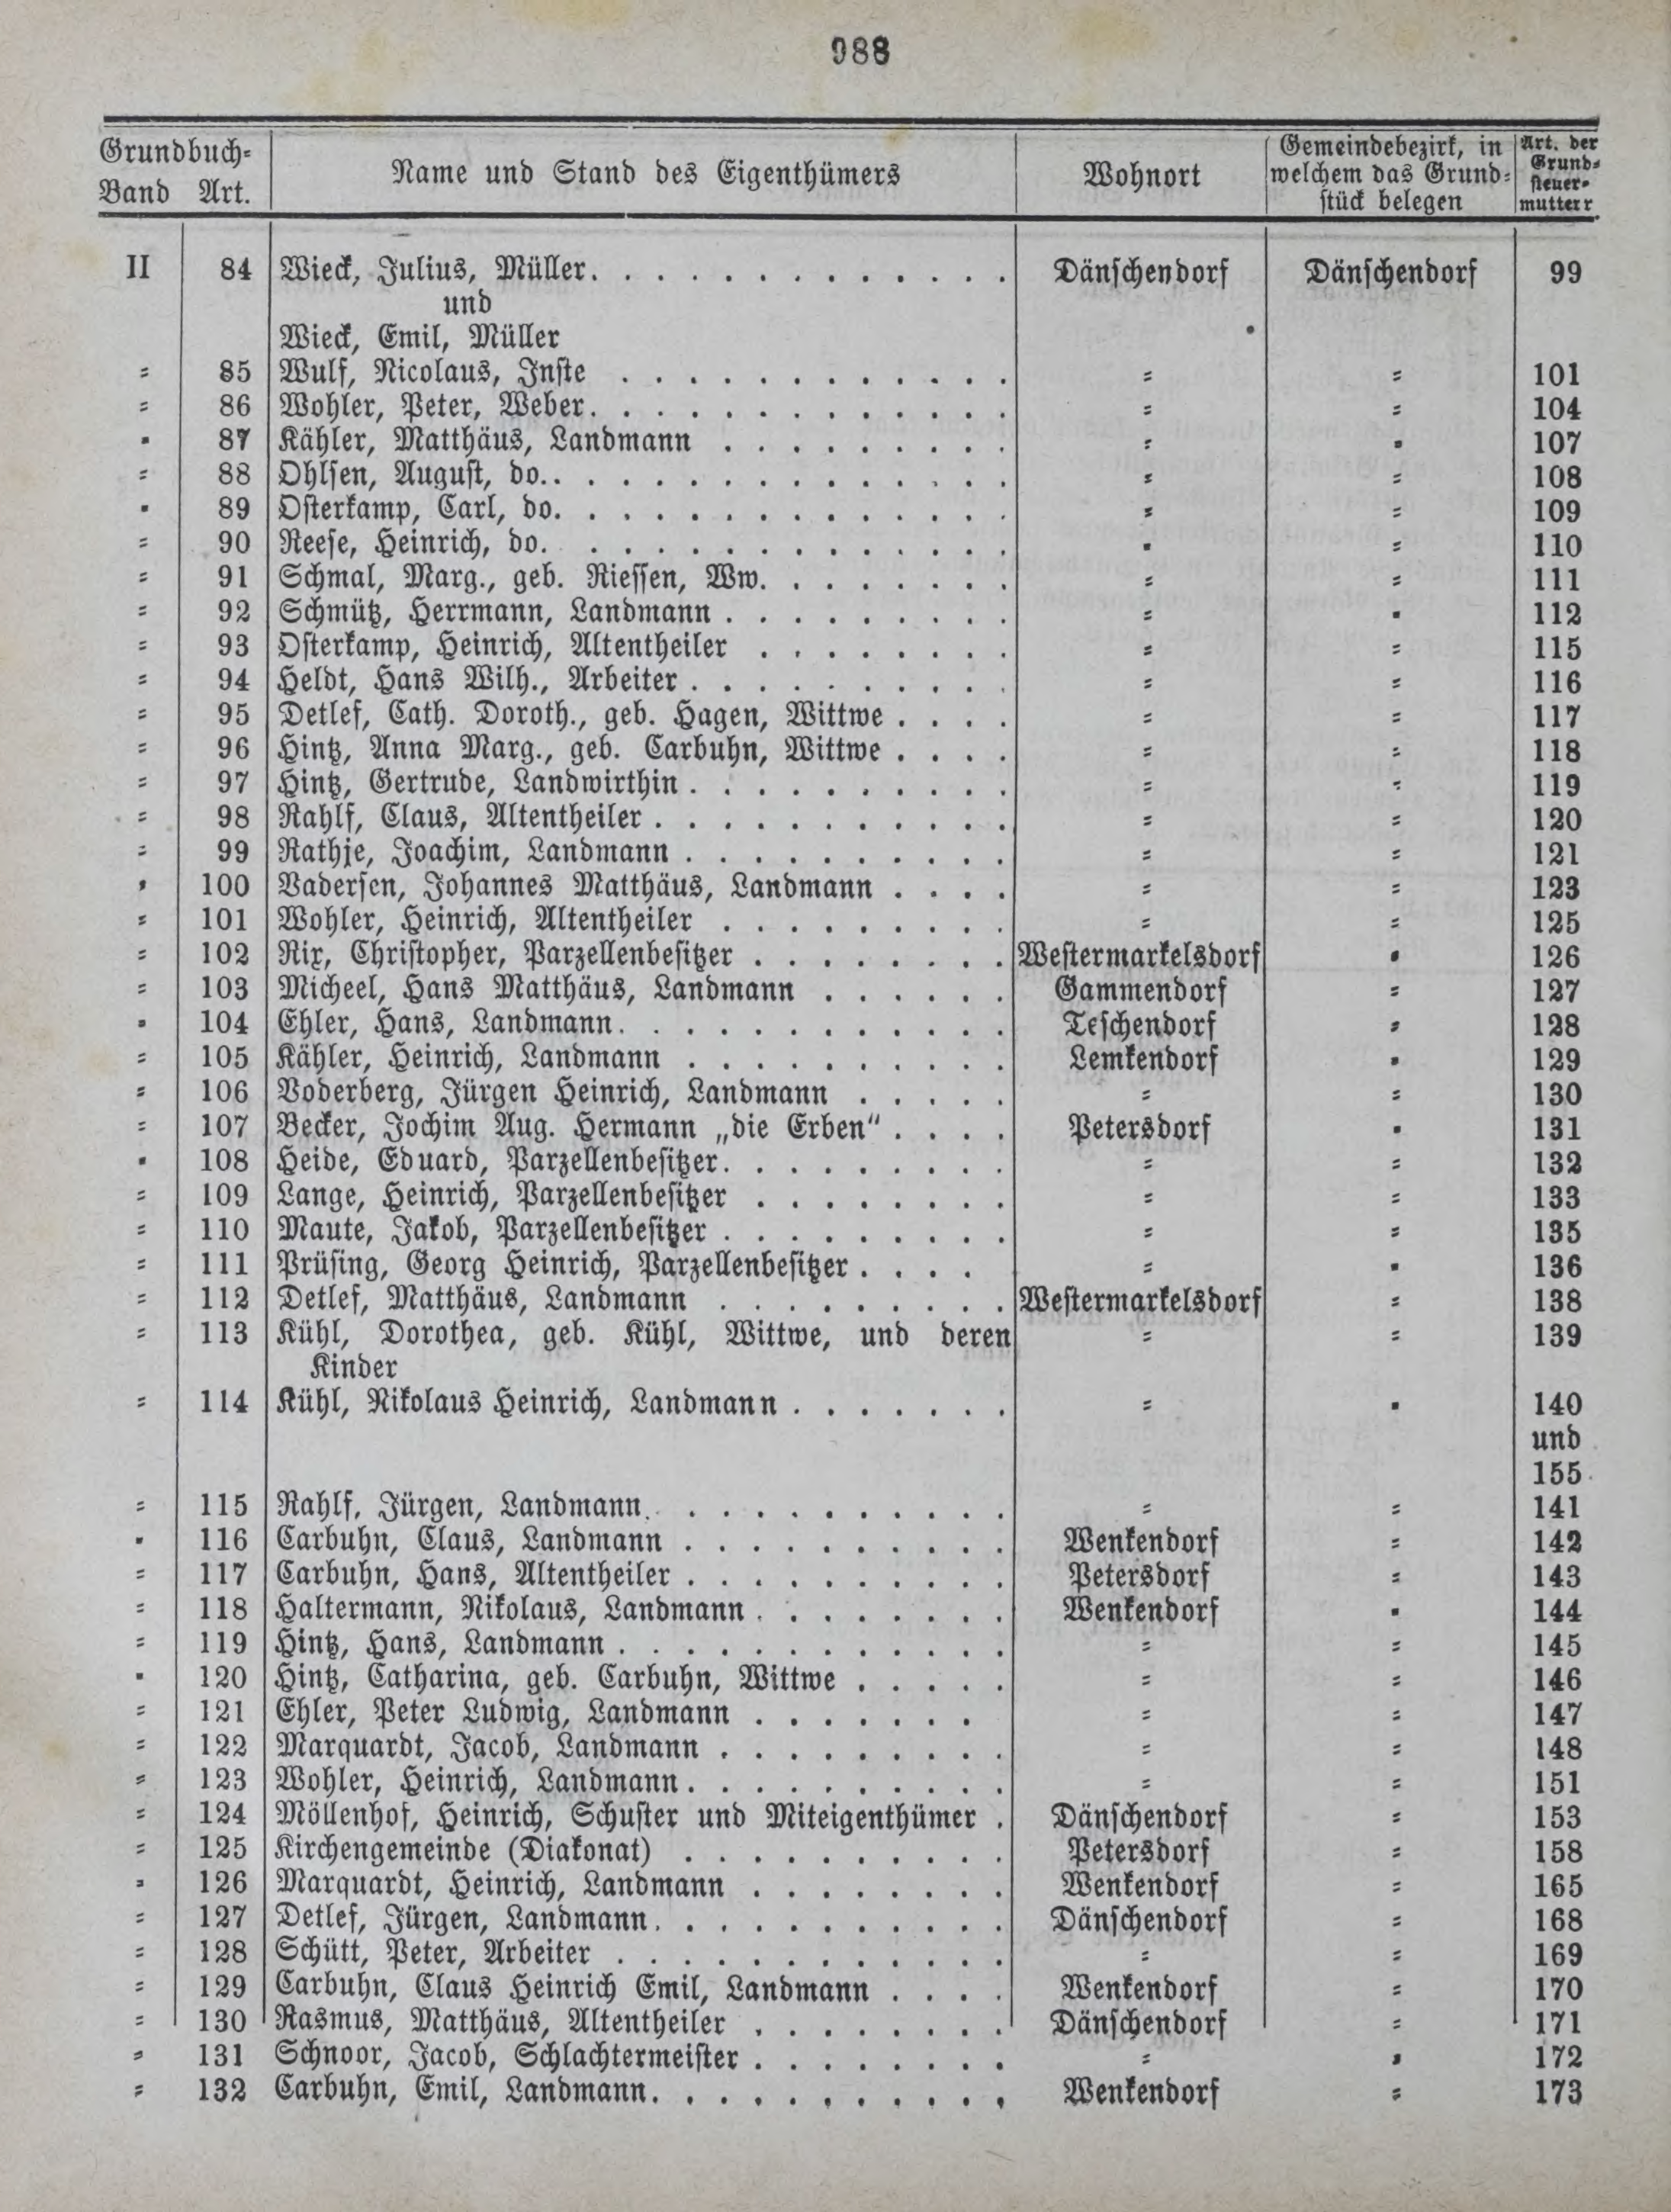 988
Grundbuch=
Band Art.
Name und Stand des Eigenthümers
Wohnort
Gemeindebezirk, in
welchem das Grund=
stück belegen
Art. der
Grund=
steuer=
mutterr
II 84 Wieck, Julius, Müller. . . . . . . . . . . . . Dänschendorf Dänschendorf 99
und
Wieck, Emil, Müller
= 85 Wulf, Nicolaus, Inste . . . . . . . . . . . . = = 101
= 86 Wohler, Peter, Weber. . . . . . . . . . . . . = = 104
= 87 Kähler, Matthäus, Landmann . . . . . . . . . = = 107
= 88 Ohlsen, August, do. . . . . . . . . . . . . . . = = 108
= 89 Osterkamp, Carl, do. . . . . . . . . . . . . . = = 109
= 90 Reese, Heinrich, do. . . . . . . . . . . . . . = = 110
= 91 Schmal, Marg., geb. Riessen, Ww. . . . . . . . = = 111
= 92 Schmütz, Herrmann, Landmann . . . . . . . . . = = 112
= 93 Osterkamp, Heinrich, Altentheiler . . . . . . . . = = 115
= 94 Heldt, Hans Wilh., Arbeiter . . . . . . . . . . = = 116
= 95 Detlef, Cath. Doroth., geb. Hagen, Wittwe . . . . = = 117
= 96 Hintz, Anna Marg., geb. Carbuhn, Wittwe . . . . = = 118
= 97 Hintz, Gertrude, Landwirthin . . . . . . . . . . = = 119
= 98 Rahlf, Claus, Altentheiler . . . . . . . . . . . = = 120
= 99 Rathje, Joachim, Landmann . . . . . . . . . . = = 121
= 100 Vadersen, Johannes Matthäus, Landmann . . . . = = 123
= 101 Wohler, Heinrich, Altentheiler . . . . . . . . . = = 125
= 102 Rix, Christopher, Parzellenbesitzer . . . . . . . . Westermarkelsdorf = 126
= 103 Micheel, Hans Matthäus, Landmann . . . . . . Gammendorf = 127
= 104 Ehler, Hans, Landmann. . . . . . . . . . . . Teschendorf = 128
= 105 Kähler, Heinrich, Landmann . . . . . . . . . . Lemkendorf = 129
= 106 Voderberg, Jürgen Heinrich, Landmann . . . . . = = 130
= 107 Becker, Jochim Aug. Hermann „die Erben“ . . . . Petersdorf = 131
= 108 Heide, Eduard, Parzellenbesitzer. . . . . . . . . = = 132
= 109 Lange, Heinrich, Parzellenbesitzer . . . . . . . . = = 133
= 110 Maute, Jakob, Parzellenbesitzer . . . . . . . . . = = 135
= 111 Prüsing, Georg Heinrich, Parzellenbesitzer . . . . = = 136
= 112 Detlef, Matthäus, Landmann . . . . . . . . . Westermarkelsdorf = 138
= 113 Kühl, Dorothea, geb. Kühl, Wittwe, und deren = = 139
Kinder
= 114 Kühl, Nikolaus Heinrich, Landmann . . . . . . . = = 140
und
155
= 115 Rahlf, Jürgen, Landmann. . . . . . . . . . . = = 141
= 116 Carbuhn, Claus, Landmann . . . . . . . . . . Wenkendorf = 142
= 117 Carbuhn, Hans, Altentheiler . . . . . . . . . . Petersdorf = 143
= 118 Haltermann, Nikolaus, Landmann . . . . . . . . Wenkendorf = 144
= 119 Hintz, Hans, Landmann . . . . . . . . . . . . = = 145
= 120 Hintz, Catharina, geb. Carbuhn, Wittwe . . . . . = = 146
= 121 Ehler, Peter Ludwig, Landmann . . . . . . . = = 147
= 122 Marquardt, Jacob, Landmann . . . . . . . . . = = 148
= 123 Wohler, Heinrich, Landmann. . . . . . . . . . = = 151
= 124 Möllenhof, Heinrich, Schuster und Miteigenthümer . Dänschendorf = 153
= 125 Kirchengemeinde (Diakonat) . . . . . . . . . . Petersdorf = 158
= 126 Marquardt, Heinrich, Landmann . . . . . . . . Wenkendorf = 165
= 127 Detlef, Jürgen, Landmann. . . . . . . . . . . Dänschendorf = 168
= 128 Schütt, Peter, Arbeiter . . . . . . . . . . . . = = 169
= 129 Carbuhn, Claus Heinrich Emil, Landmann . . . . Wenkendorf = 170
= 130 Rasmus, Matthäus, Altentheiler . . . . . . . . Dänschendorf = 171
= 131 Schnoor, Jacob, Schlachtermeister . . . . . . . . = = 172
= 132 Carbuhn, Emil, Landmann. . . . . . . . . . . Wenkendorf = 173